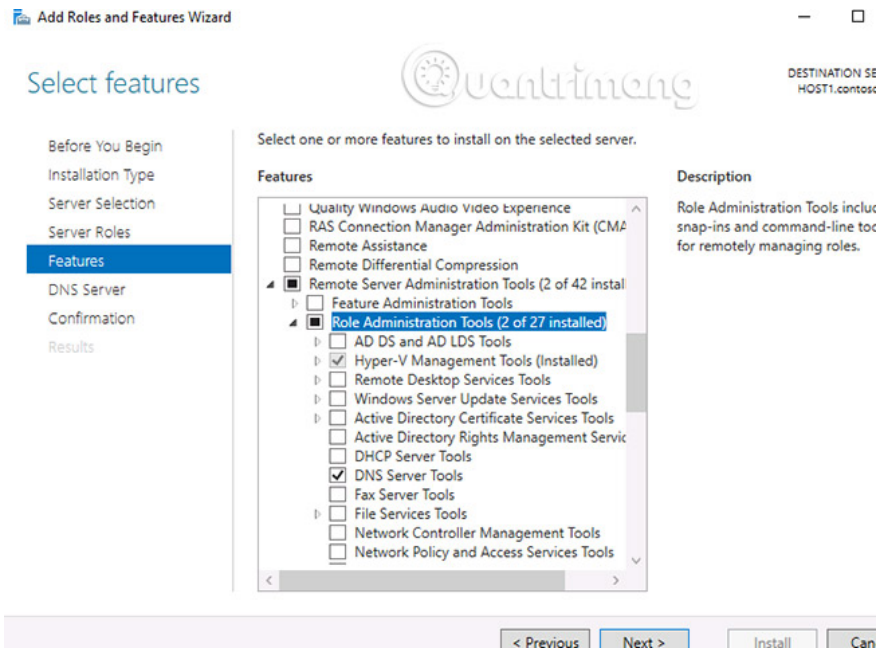 Add Roles and Features Wizard
Select features
Quantrimang
DESTINATION SE
HOST1.contoso
Before You Begin
Installation Type
Server Selection
Server Roles
Features
DNS Server
Confirmation
Results
Select one or more features to install on the selected server.
Features
Quality Windows Audio Video Experience
RAS Connection Manager Administration Kit (CMA
Remote Assistance
Remote Differential Compression
Remote Server Administration Tools (2 of 42 instal
Feature Administration Tools
Role Administration Tools (2 of 27 installed)
AD DS and AD LDS Tools
Hyper-V Management Tools (Installed)
Remote Desktop Services Tools
Windows Server Update Services Tools
Active Directory Certificate Services Tools
Active Directory Rights Management Servic
DHCP Server Tools
DNS Server Tools
Fax Server Tools
File Services Tools
Network Controller Management Tools
Network Policy and Access Services Tools
Description
Role Administration Tools includ
snap-ins and command-line too
for remotely managing roles.
< Previous
Next >
Install
Can